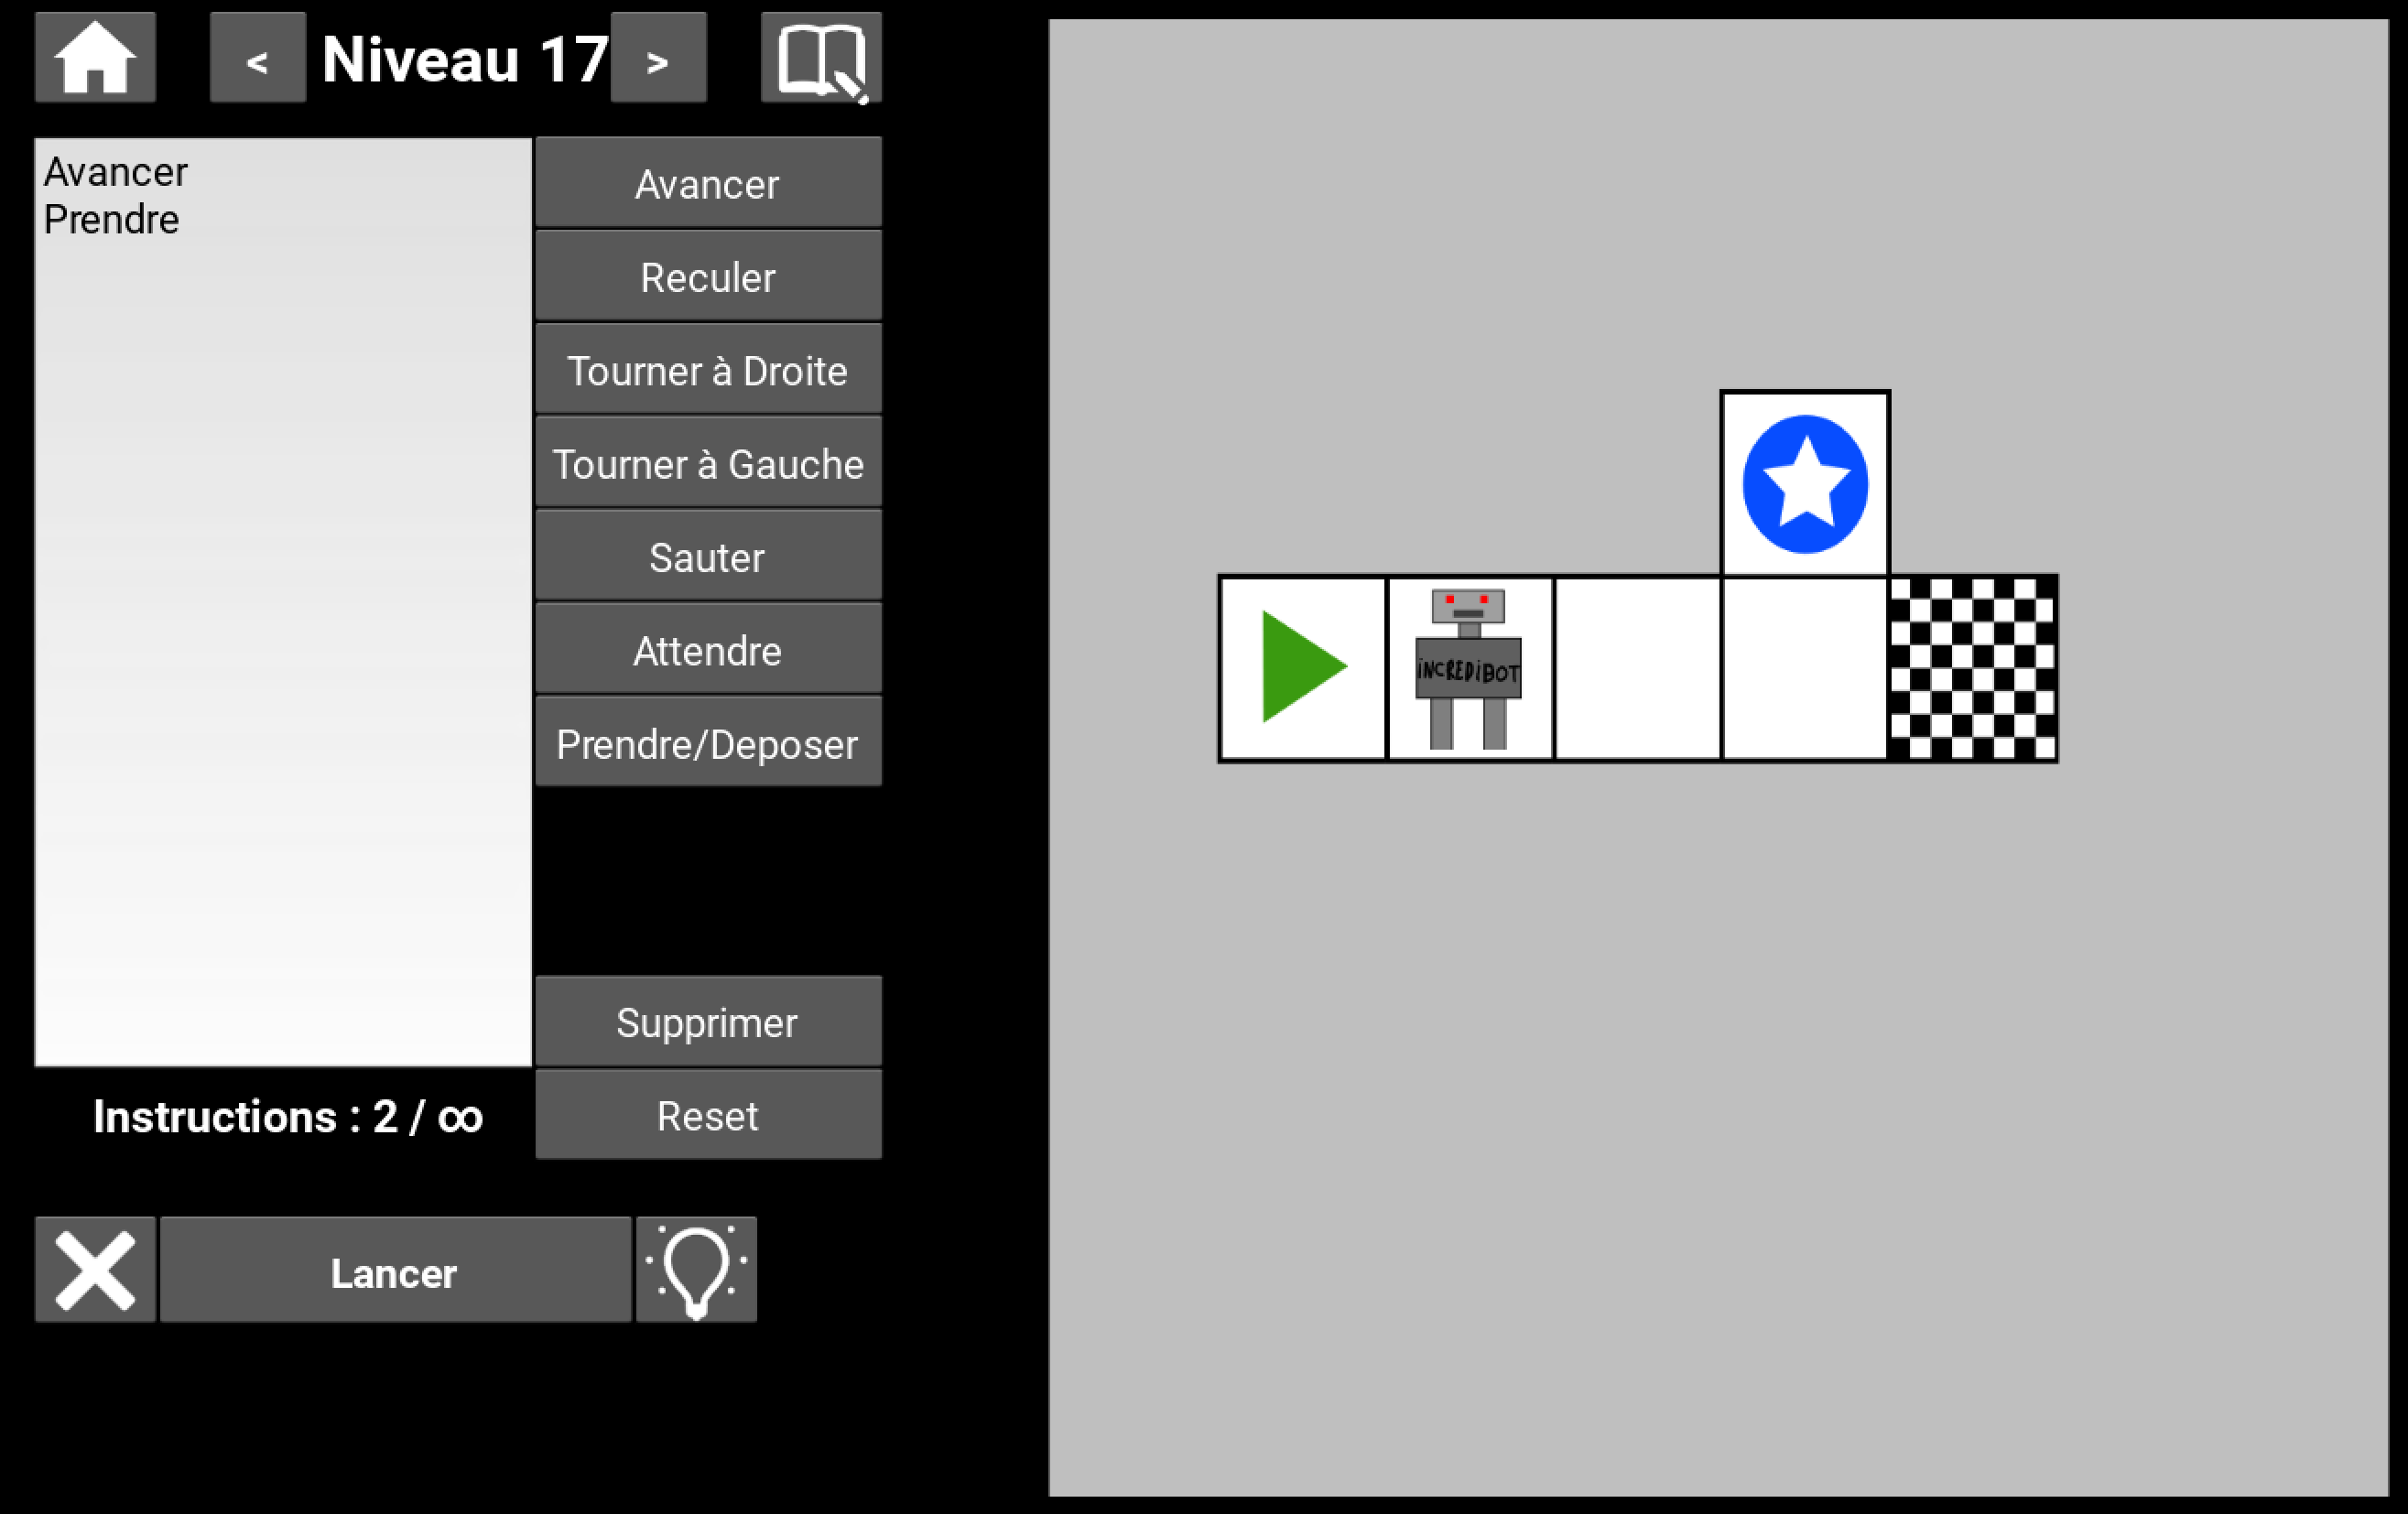 < Niveau 17 >
Avancer
Prendre
Avancer
Reculer
Tourner à Droite
Tourner à Gauche
Sauter
Attendre
Prendre/Deposer
Supprimer
Reset
Instructions : 2 / ∞
Lancer
iNCREDiBOT